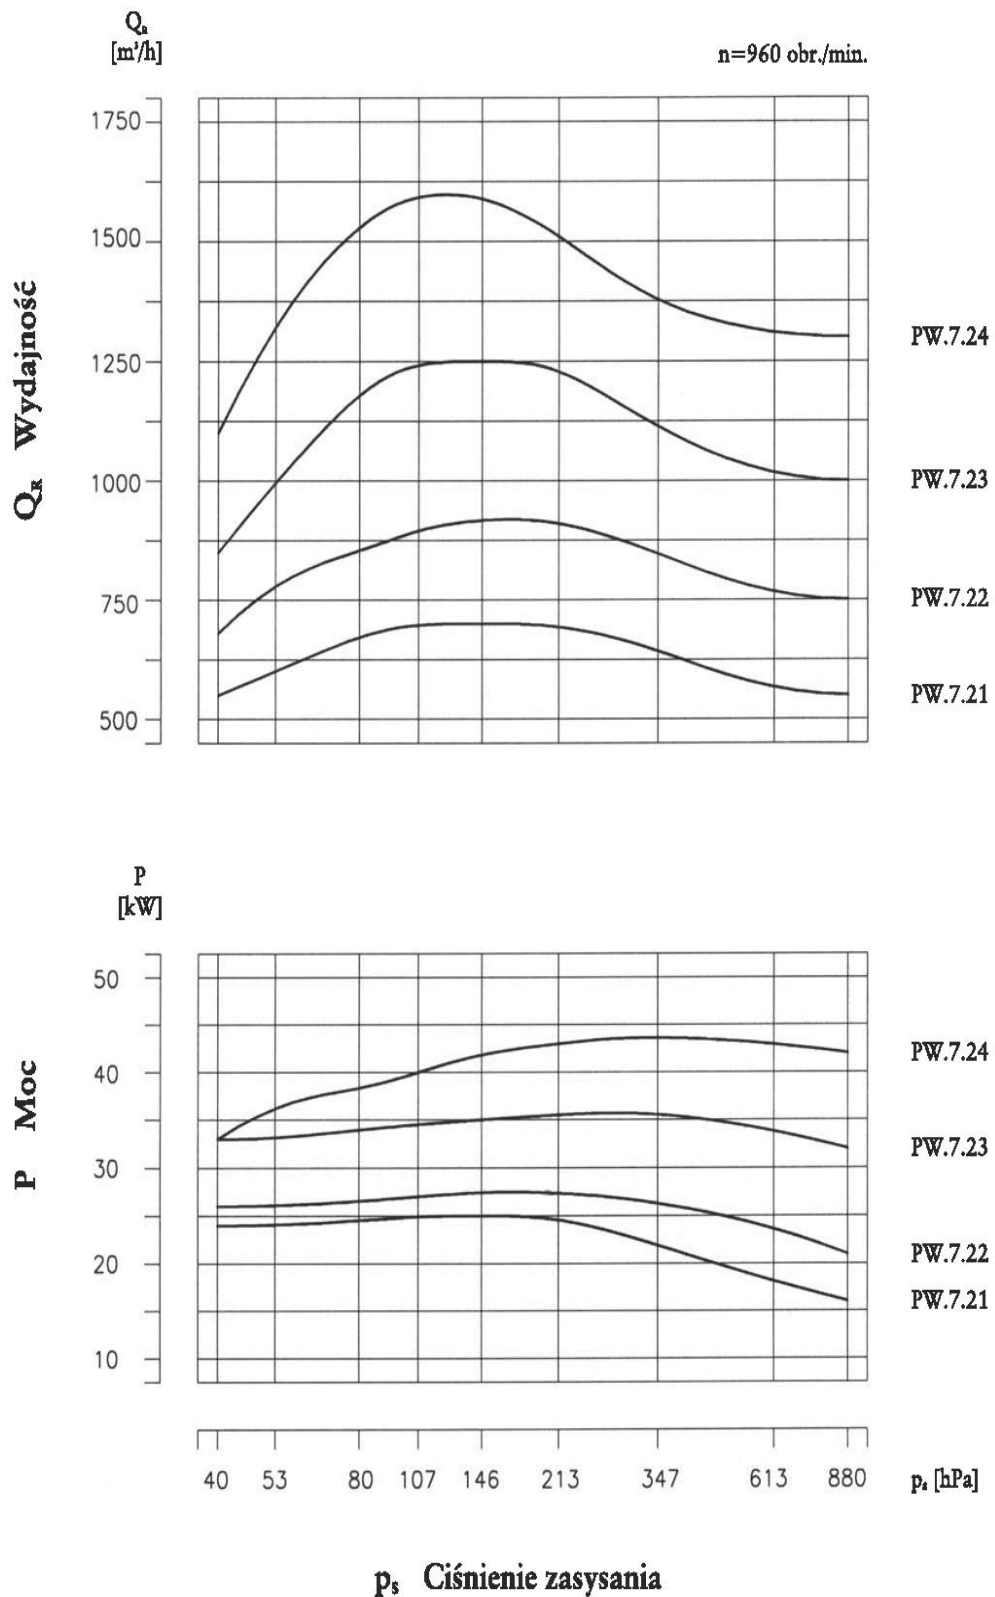 QR
[m³/h]
n=960 obr./min.
1750
1500
1250
1000
750
500
QR Wydajność
PW.7.24
PW.7.23
PW.7.22
PW.7.21
P
[kW]
50
40
30
20
10
P Moc
PW.7.24
PW.7.23
PW.7.22
PW.7.21
40 53 80 107 146 213 347 613 880 ps [hPa]
ps Ciśnienie zasysania